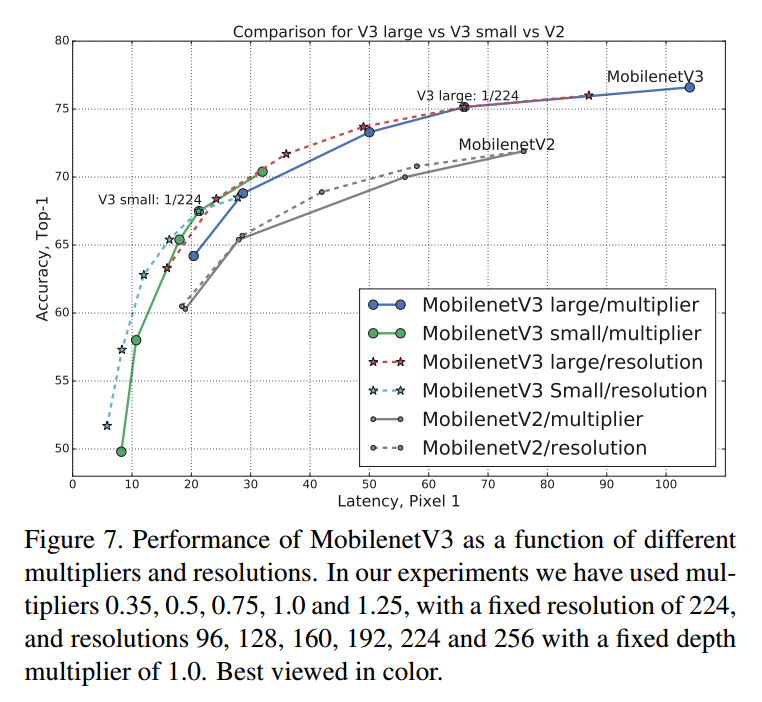 Comparison for V3 large vs V3 small vs V2
80
75
70
65
60
55
50
Accuracy, Top-1
MobilenetV3
V3 large: 1/224
MobilenetV2
V3 small: 1/224
MobilenetV3 large/multiplier
MobilenetV3 small/multiplier
MobilenetV3 large/resolution
MobilenetV3 Small/resolution
MobilenetV2/multiplier
MobilenetV2/resolution
0 10 20 30 40 50 60 70 80 90 100
Latency, Pixel 1
Figure 7. Performance of MobilenetV3 as a function of different
multipliers and resolutions. In our experiments we have used mul-
tipliers 0.35, 0.5, 0.75, 1.0 and 1.25, with a fixed resolution of 224,
and resolutions 96, 128, 160, 192, 224 and 256 with a fixed depth
multiplier of 1.0. Best viewed in color.